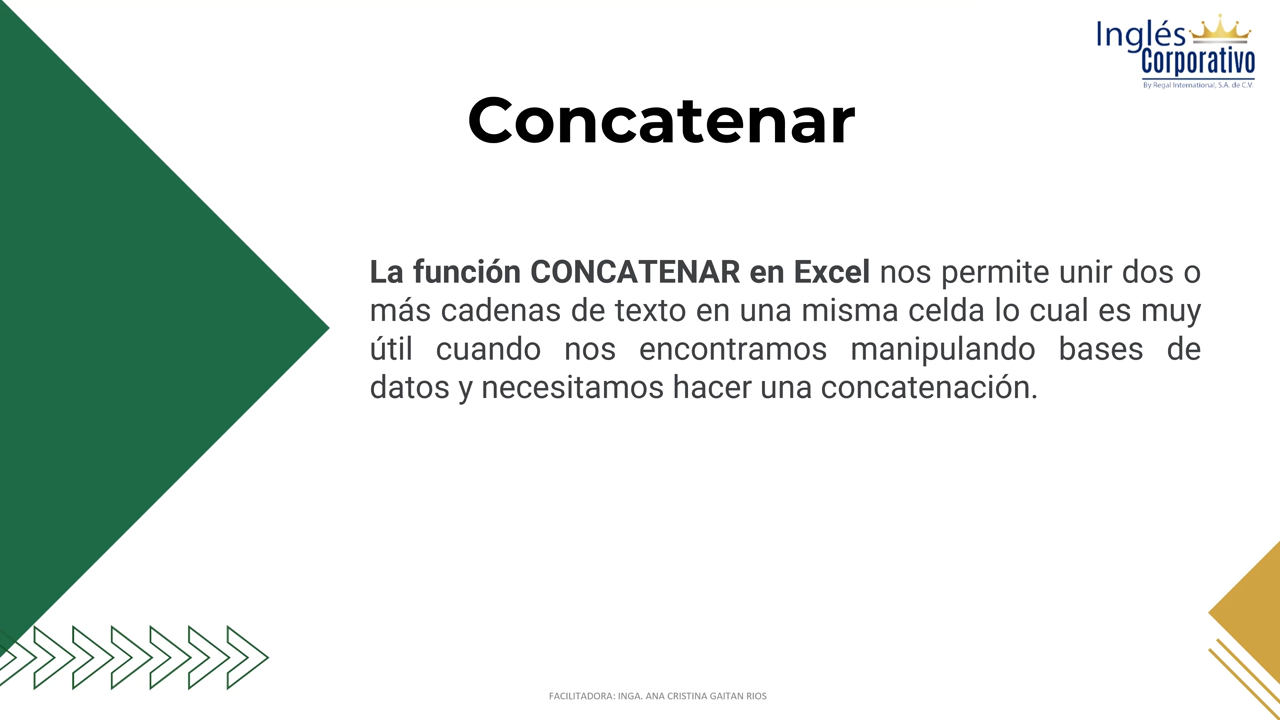 Inglés
Corporativo
By Regal International, S.A. de C.V.
Concatenar
La función CONCATENAR en Excel nos permite unir dos o
más cadenas de texto en una misma celda lo cual es muy
útil cuando nos encontramos manipulando bases de
datos y necesitamos hacer una concatenación.
FACILITADORA: INGA. ANA CRISTINA GAITAN RIOS